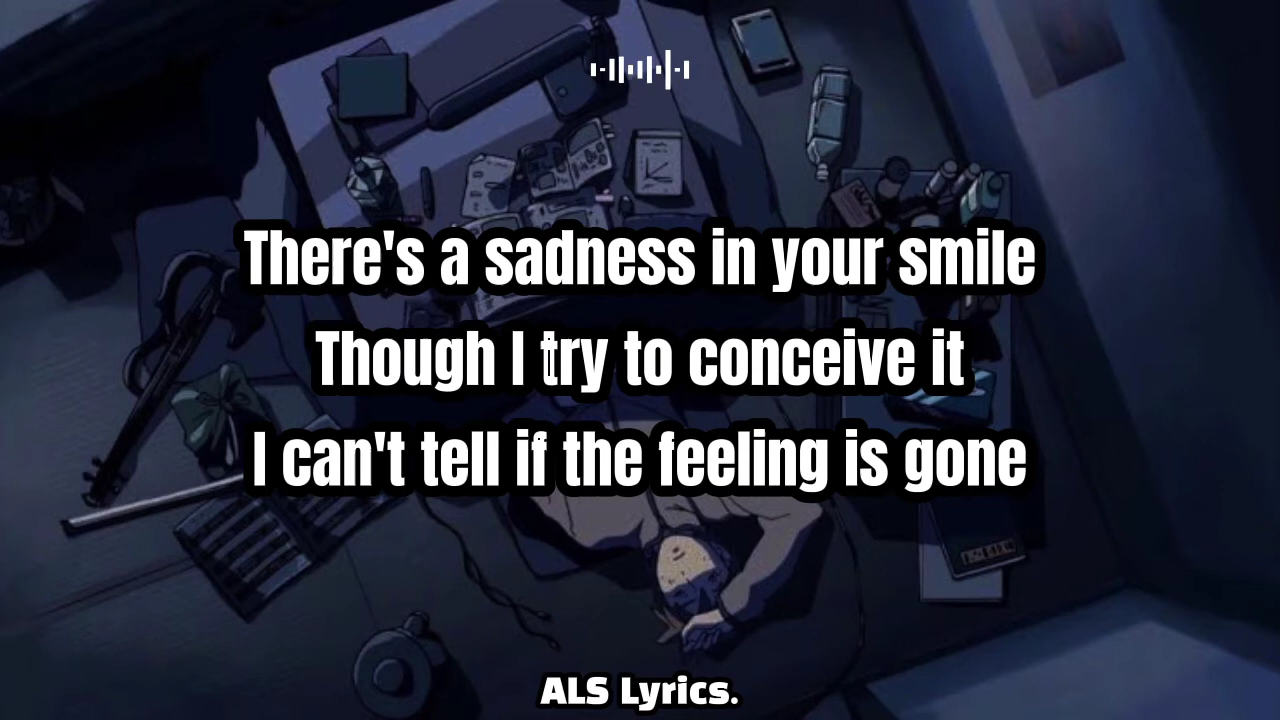 There's a sadness in your smile
Though I try to conceive it
I can't tell if the feeling is gone
ALS Lyrics.